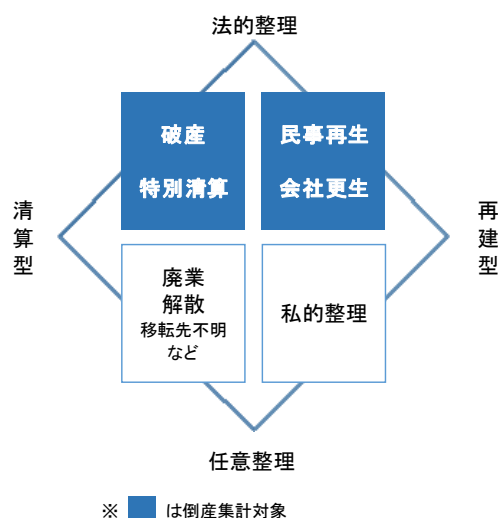 法的整理
破産
特別清算
民事再生
会社更生
清算型
再建型
廃業
解散
移転先不明
など
私的整理
任意整理
※ は倒産集計対象